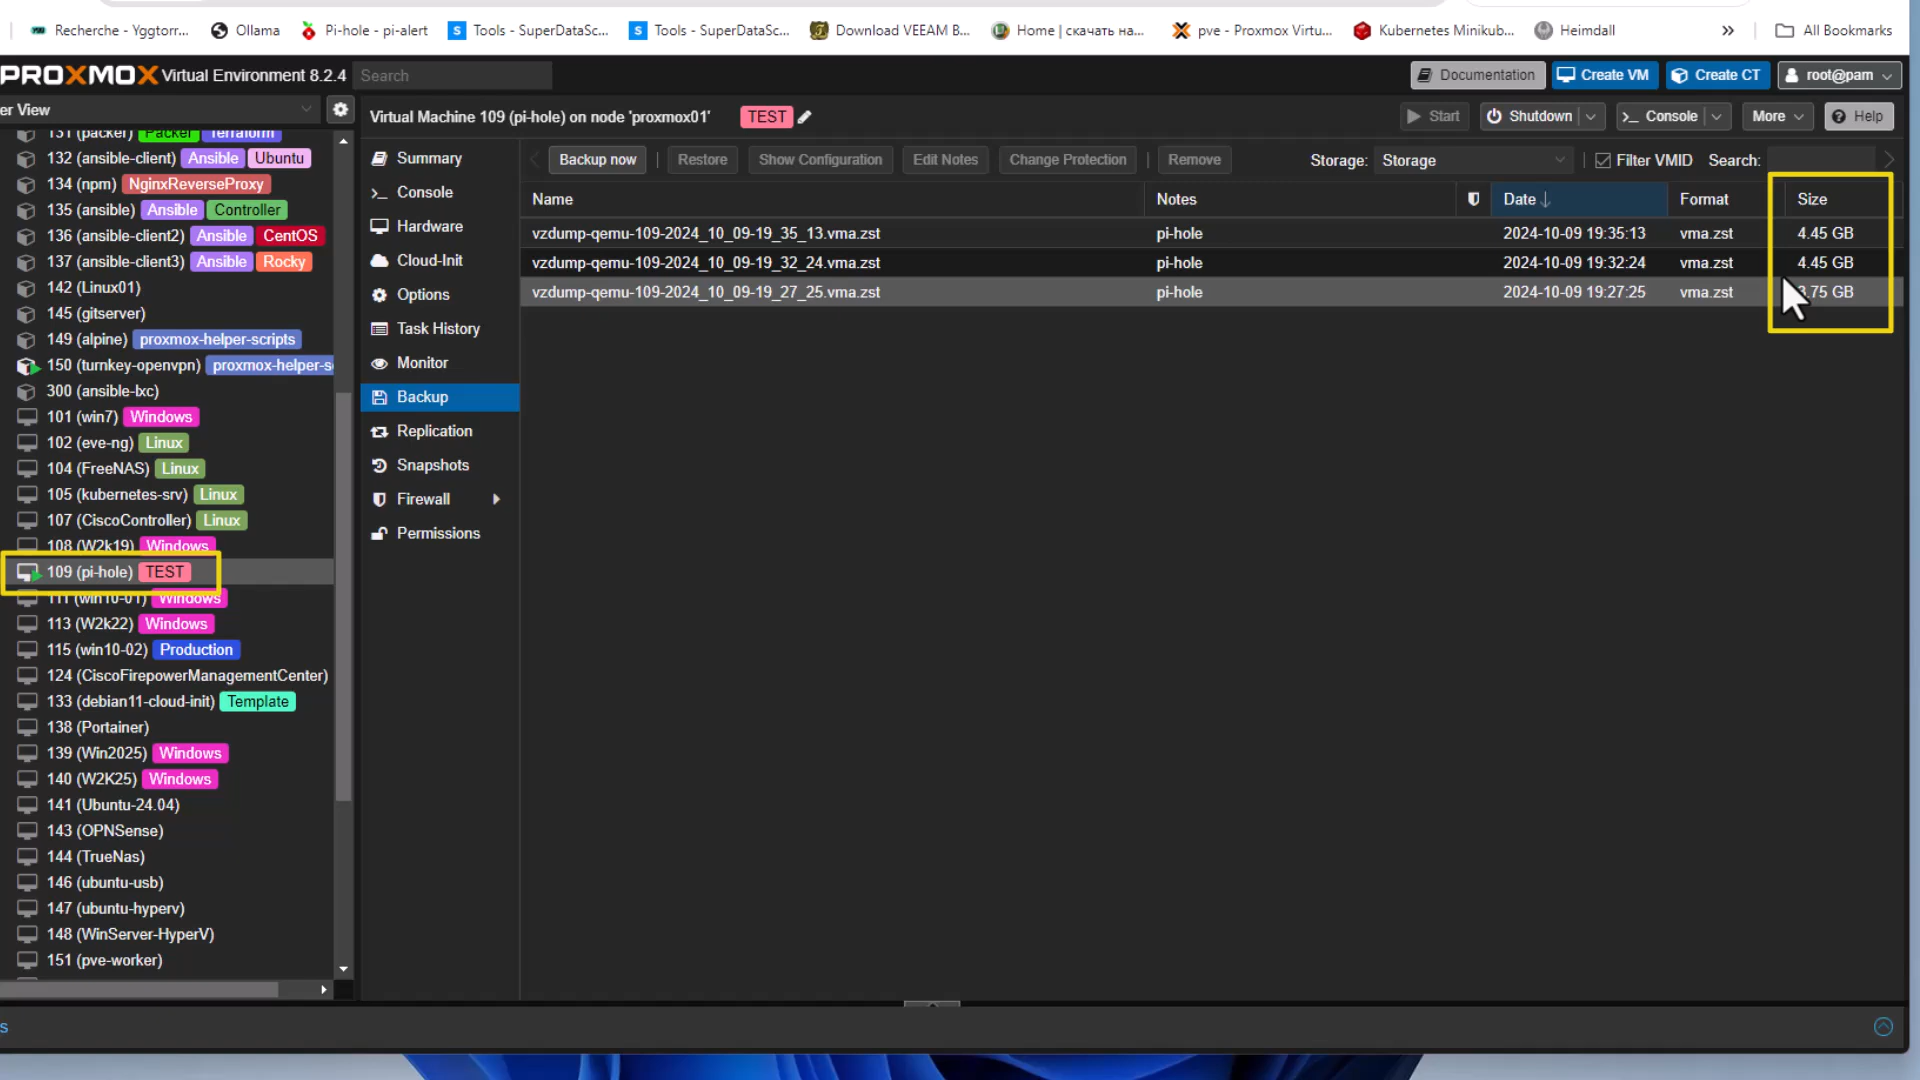 Recherche - Yggtorr...
Ollama
Pi-hole - pi-alert
Tools - SuperDataSc...
Tools - SuperDataSc...
Download VEEAM B...
Home | скачать на...
pve - Proxmox Virtu...
Kubernetes Minikub...
Heimdall
»
All Bookmarks
PROXMOX Virtual Environment 8.2.4
Search
Documentation
Create VM
Create CT
root@pam
er View
Virtual Machine 109 (pi-hole) on node 'proxmox01'
TEST
Start
Shutdown
Console
More
Help
131 (packer) Packer Terraform
132 (ansible-client) Ansible Ubuntu
134 (npm) NginxReverseProxy
135 (ansible) Ansible Controller
136 (ansible-client2) Ansible CentOS
137 (ansible-client3) Ansible Rocky
142 (Linux01)
145 (gitserver)
149 (alpine) proxmox-helper-scripts
150 (turnkey-openvpn) proxmox-helper-s
300 (ansible-lxc)
101 (win7) Windows
102 (eve-ng) Linux
104 (FreeNAS) Linux
105 (kubernetes-srv) Linux
107 (CiscoController) Linux
108 (W2k19) Windows
109 (pi-hole) TEST
111 (win10-01) Windows
113 (W2k22) Windows
115 (win10-02) Production
124 (CiscoFirepowerManagementCenter)
133 (debian11-cloud-init) Template
138 (Portainer)
139 (Win2025) Windows
140 (W2K25) Windows
141 (Ubuntu-24.04)
143 (OPNSense)
144 (TrueNas)
146 (ubuntu-usb)
147 (ubuntu-hyperv)
148 (WinServer-HyperV)
151 (pve-worker)
Summary
Console
Hardware
Cloud-Init
Options
Task History
Monitor
Backup
Replication
Snapshots
Firewall
Permissions
Backup now
Restore
Show Configuration
Edit Notes
Change Protection
Remove
Storage: Storage
Filter VMID
Search:
Name Notes Date Format Size
vzdump-qemu-109-2024_10_09-19_35_13.vma.zst pi-hole 2024-10-09 19:35:13 vma.zst 4.45 GB
vzdump-qemu-109-2024_10_09-19_32_24.vma.zst pi-hole 2024-10-09 19:32:24 vma.zst 4.45 GB
vzdump-qemu-109-2024_10_09-19_27_25.vma.zst pi-hole 2024-10-09 19:27:25 vma.zst .75 GB
s